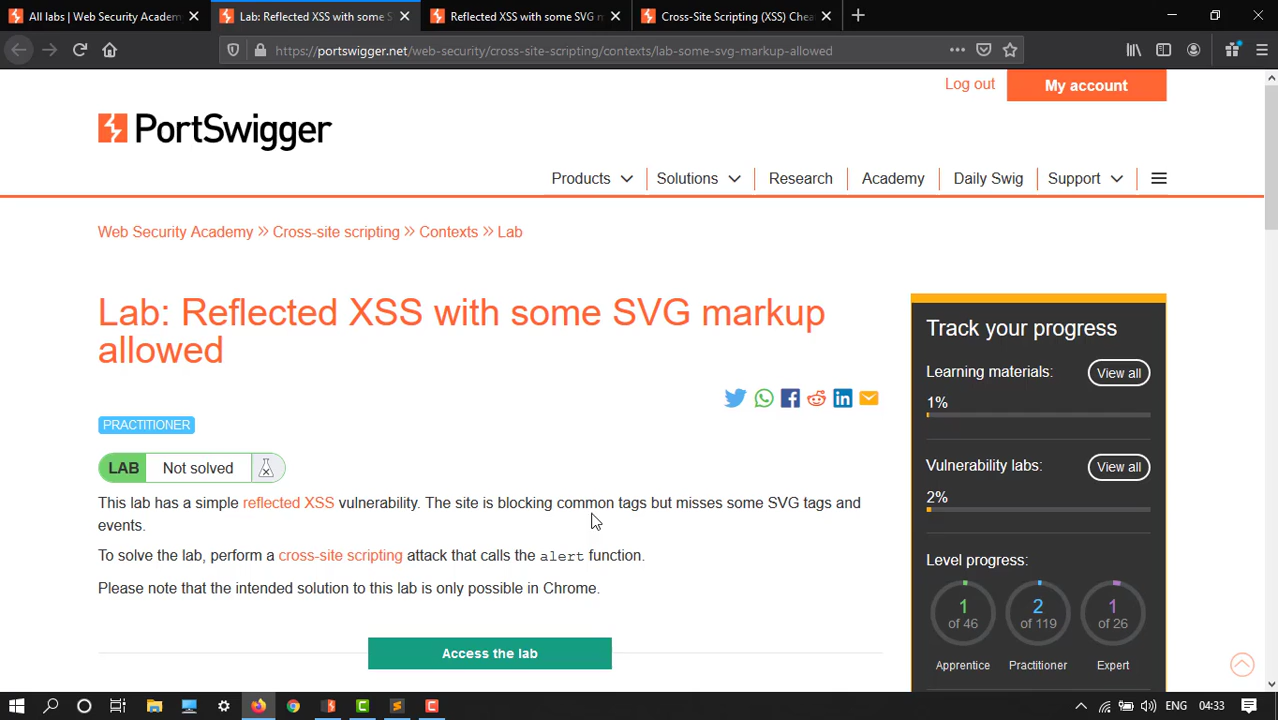 All labs | Web Security Academ
Lab: Reflected XSS with some S
Reflected XSS with some SVG m
Cross-Site Scripting (XSS) Chea
https://portswigger.net/web-security/cross-site-scripting/contexts/lab-some-svg-markup-allowed
Log out
My account
PortSwigger
Products
Solutions
Research
Academy
Daily Swig
Support
Web Security Academy » Cross-site scripting » Contexts » Lab
Lab: Reflected XSS with some SVG markup
allowed
PRACTITIONER
LAB Not solved
This lab has a simple reflected XSS vulnerability. The site is blocking common tags but misses some SVG tags and
events.
To solve the lab, perform a cross-site scripting attack that calls the alert function.
Please note that the intended solution to this lab is only possible in Chrome.
Access the lab
Track your progress
Learning materials: View all
1%
Vulnerability labs: View all
2%
Level progress:
1 2 1
of 46 of 119 of 26
Apprentice Practitioner Expert
ENG 04:33